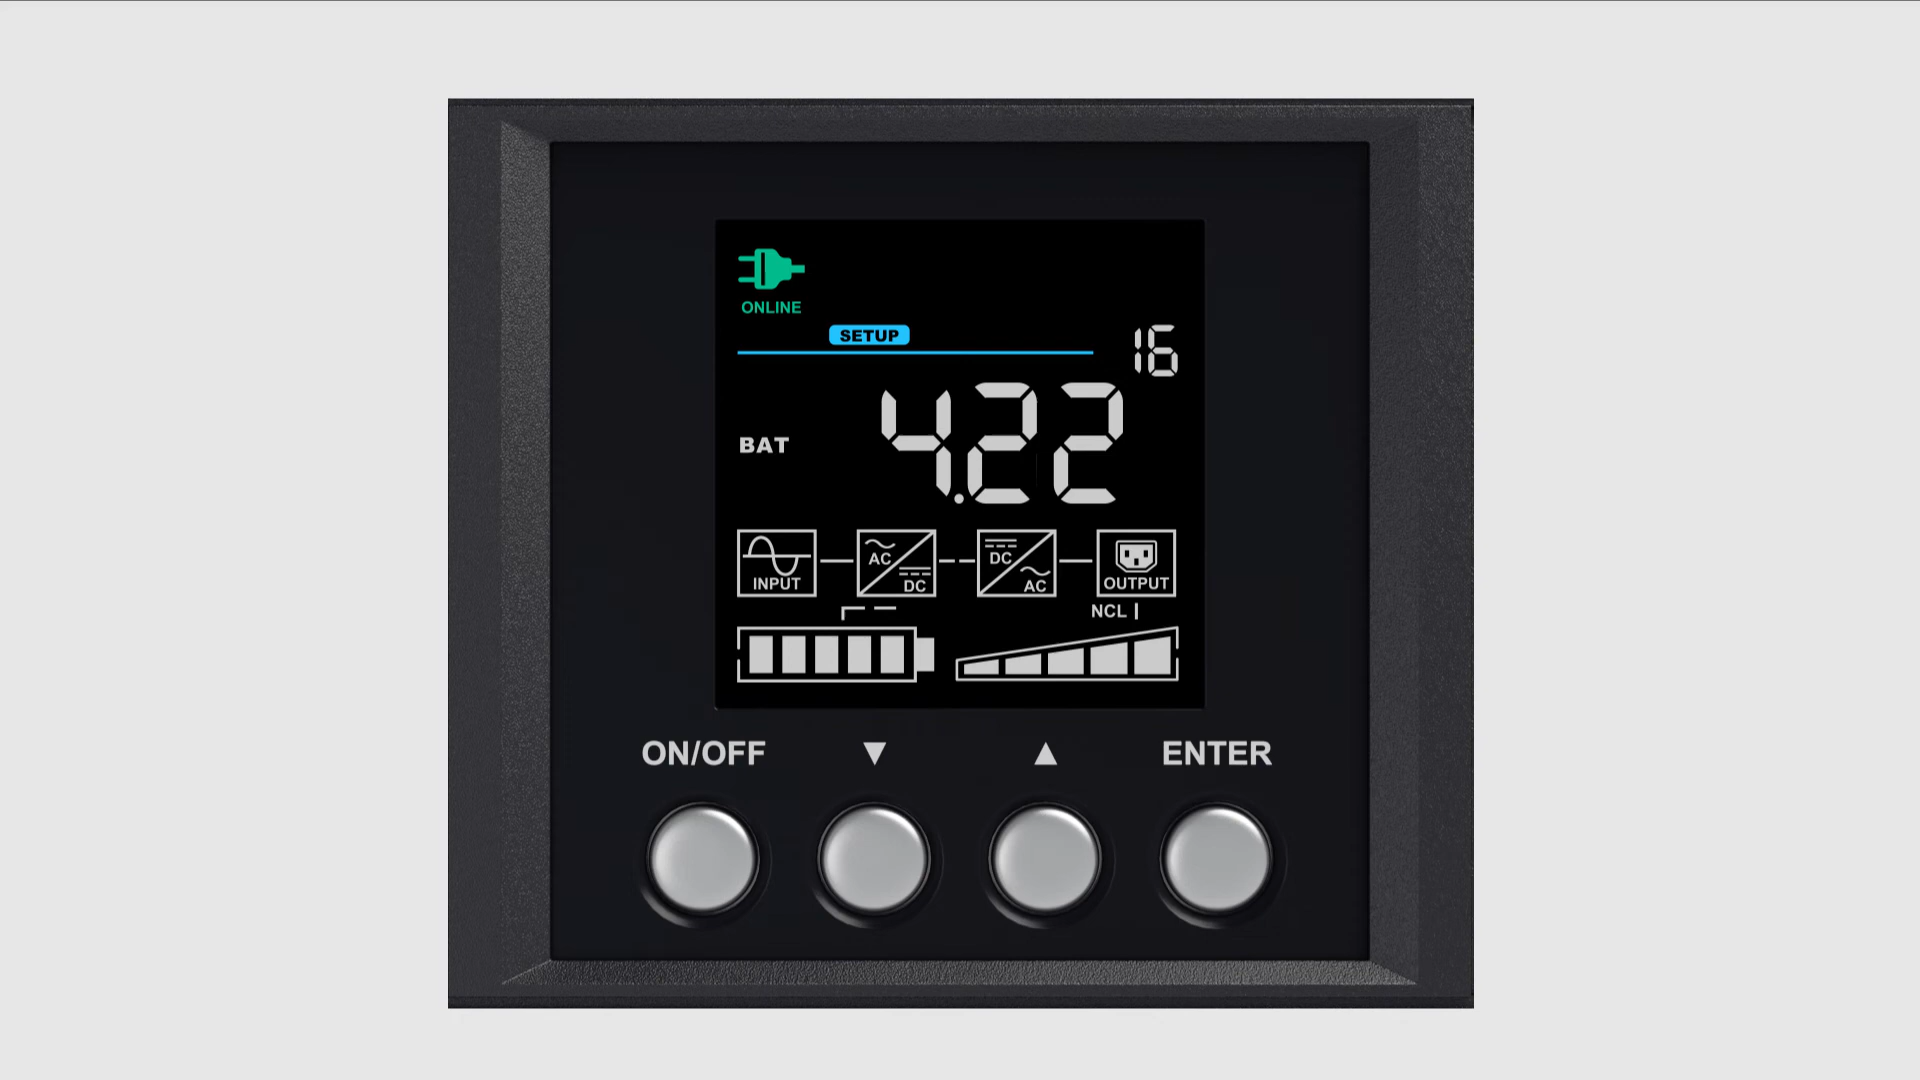 ONLINE
SETUP
16
BAT
4.22
INPUT
AC
DC
DC
AC
OUTPUT
NCL
ON/OFF
▼
▲
ENTER